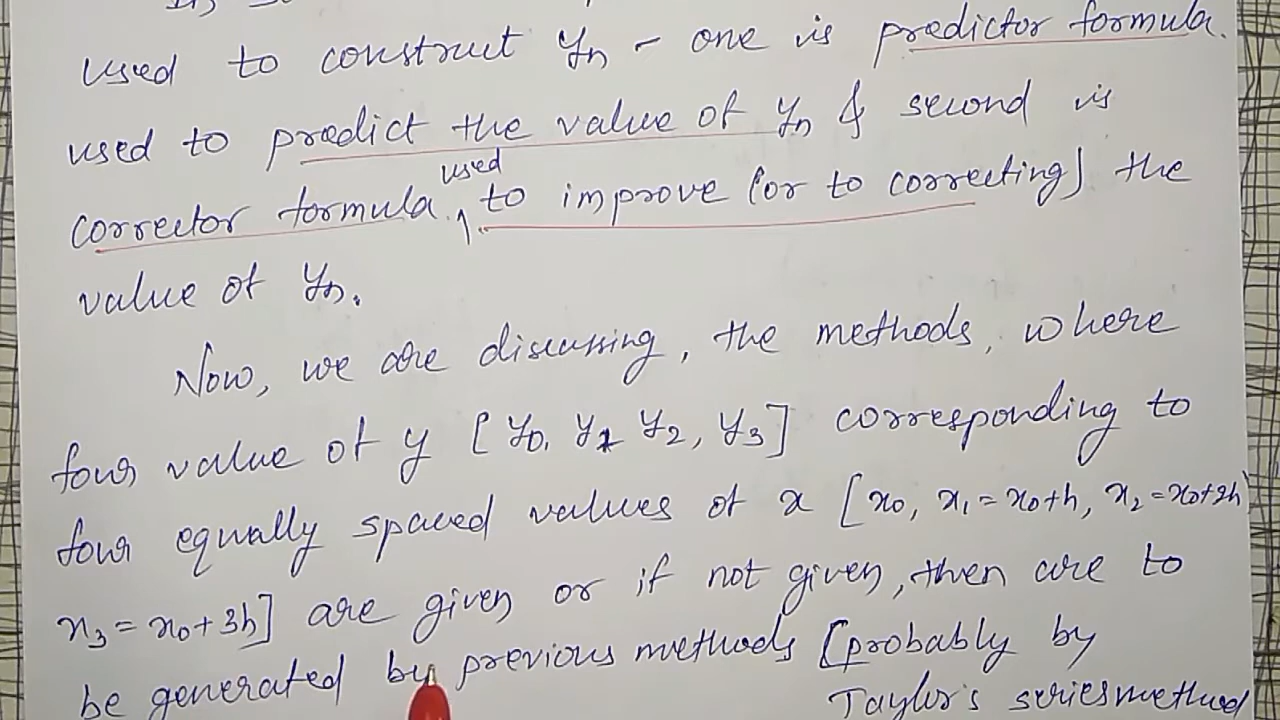 used to construct yn - one is predictor formula.
used to predict the value of yn & second is
used
corrector formula, to improve (or to correcting) the
value of yn.
Now, we are discussing, the methods, where
four value of y [y0, y1 y2, y3] corresponding to
four equally spaced values of x [x0, x1 = x0+h, x2 = x0+2h,
x3 = x0+3h] are given or if not given, then are to
be generated by previous methods [probably by
Taylor's series method